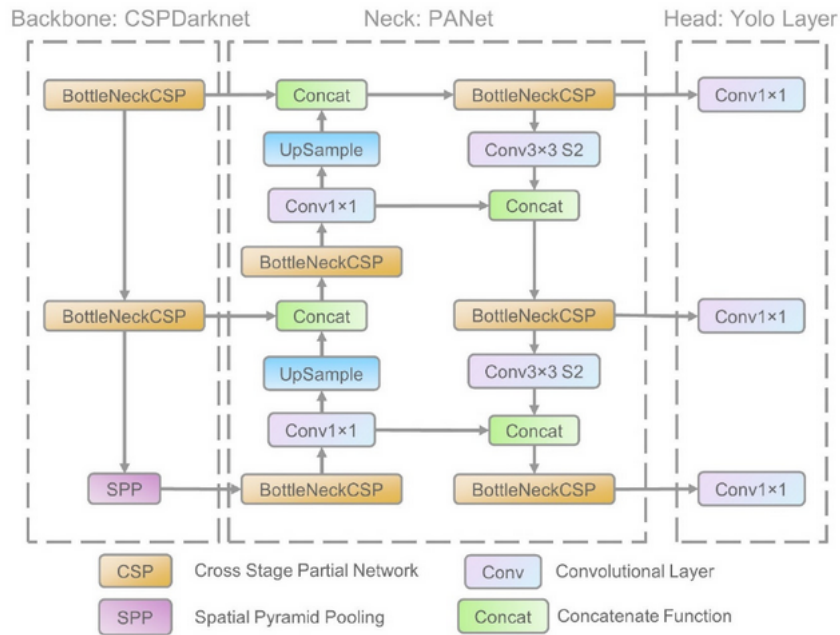 Backbone: CSPDarknet Neck: PANet Head: Yolo Layer
BottleNeckCSP Concat BottleNeckCSP Conv1×1
UpSample Conv3×3 S2
Conv1×1 Concat
BottleNeckCSP
BottleNeckCSP Concat BottleNeckCSP Conv1×1
UpSample Conv3×3 S2
Conv1×1 Concat
SPP BottleNeckCSP BottleNeckCSP Conv1×1
CSP Cross Stage Partial Network Conv Convolutional Layer
SPP Spatial Pyramid Pooling Concat Concatenate Function